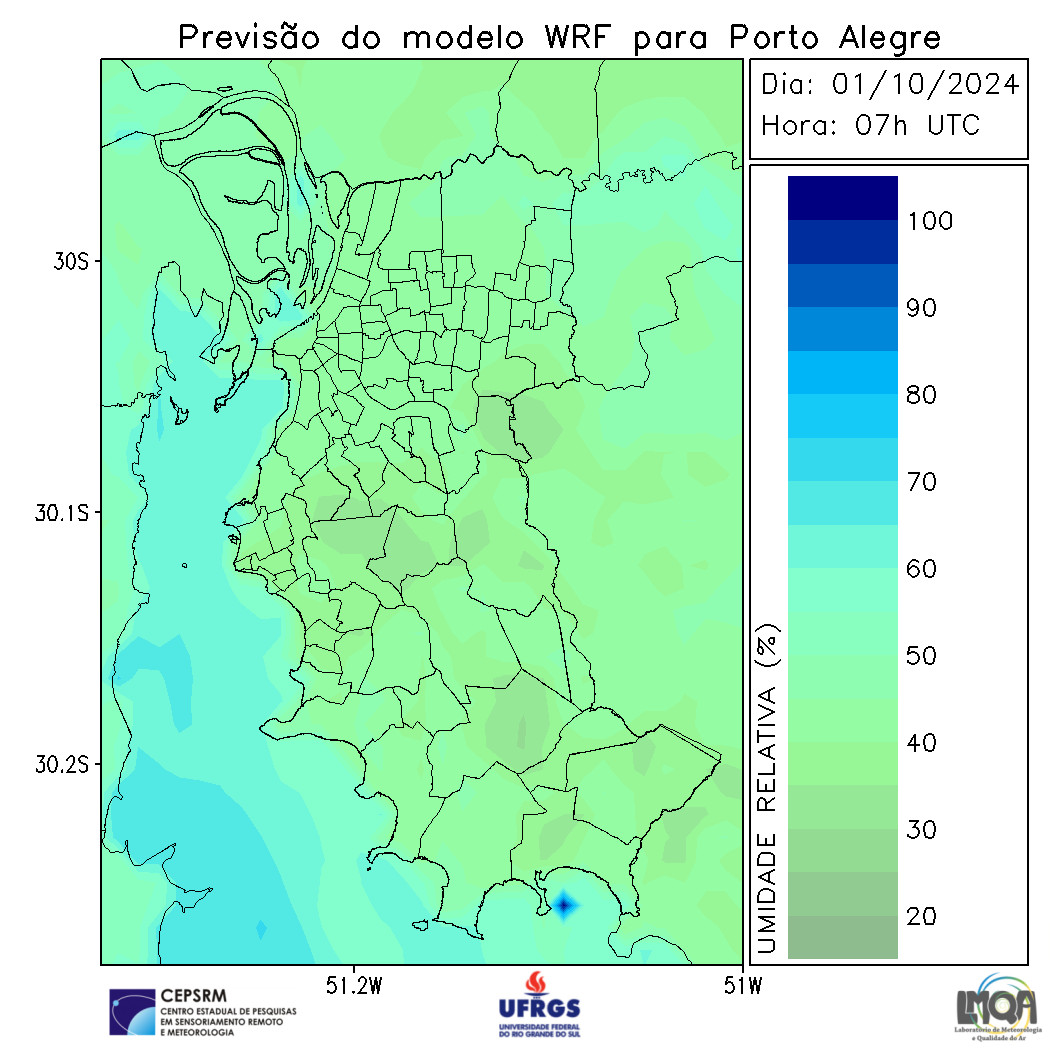 Previsão do modelo WRF para Porto Alegre
Dia: 01/10/2024
Hora: 07h UTC
30S
30.1S
30.2S
51.2W
51W
UMIDADE RELATIVA (%)
100
90
80
70
60
50
40
30
20
CEPSRM
CENTRO ESTADUAL DE PESQUISAS
EM SENSORIAMENTO REMOTO
E METEOROLOGIA
UFRGS
UNIVERSIDADE FEDERAL
DO RIO GRANDE DO SUL
LMQA
Laboratório de Meteorologia
e Qualidade do Ar